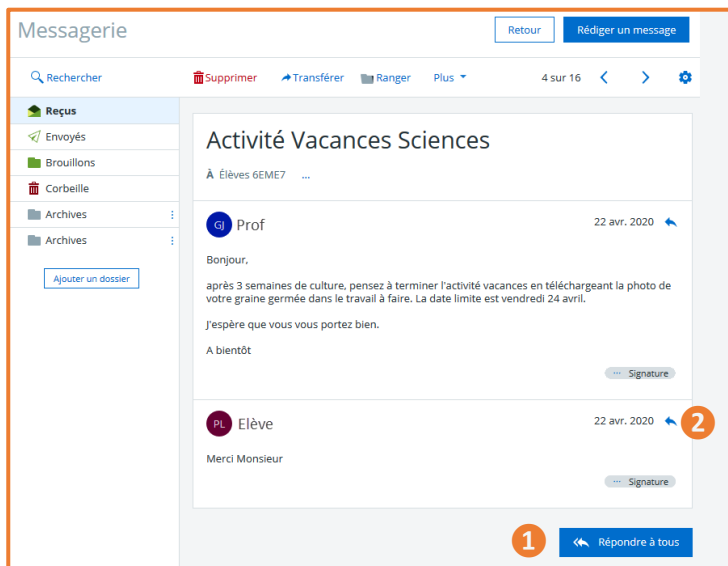 Messagerie
Retour
Rédiger un message
Rechercher
Supprimer
Transférer
Ranger
Plus
4 sur 16
Reçus
Envoyés
Brouillons
Corbeille
Archives
Archives
Ajouter un dossier
Activité Vacances Sciences
À Élèves 6EME7 ...
GJ Prof
22 avr. 2020
Bonjour,
après 3 semaines de culture, pensez à terminer l'activité vacances en téléchargeant la photo de
votre graine germée dans le travail à faire. La date limite est vendredi 24 avril.
J'espère que vous vous portez bien.
A bientôt
... Signature
PL Elève
22 avr. 2020
2
Merci Monsieur
... Signature
1
Répondre à tous